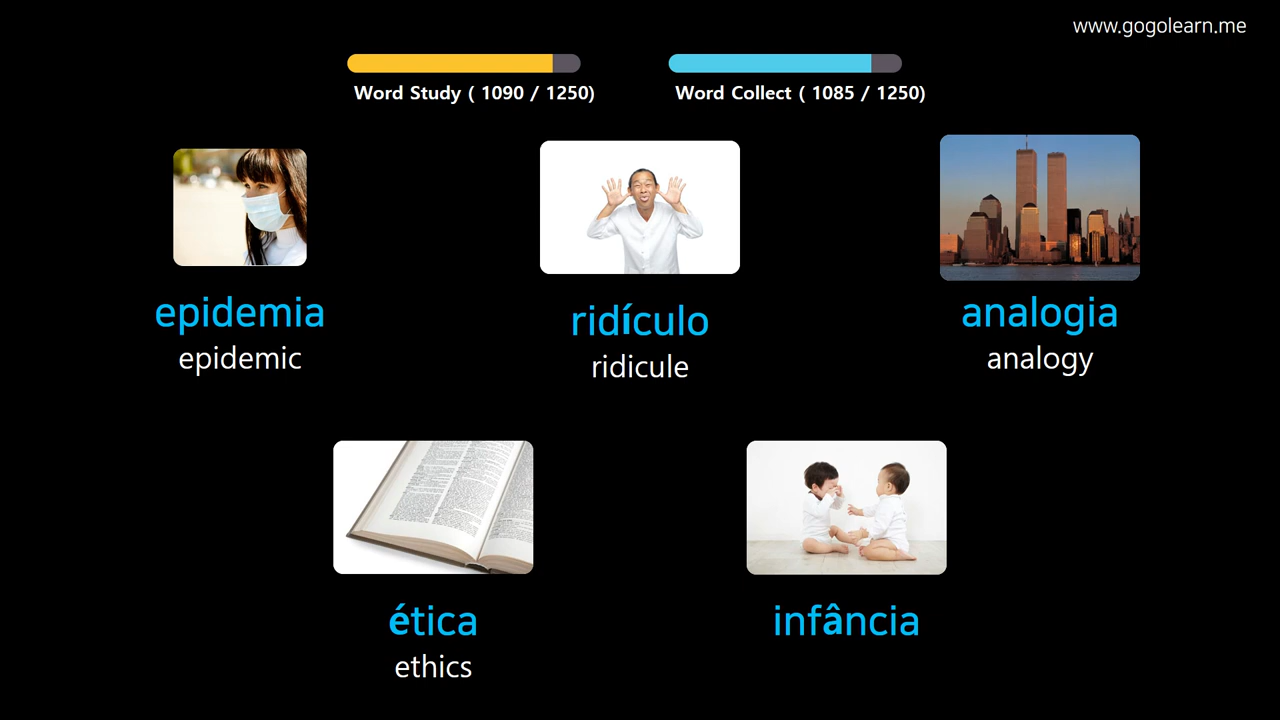 www.gogolearn.me
Word Study ( 1090 / 1250)
Word Collect ( 1085 / 1250)
epidemia
epidemic
ridículo
ridicule
analogia
analogy
ética
ethics
infância